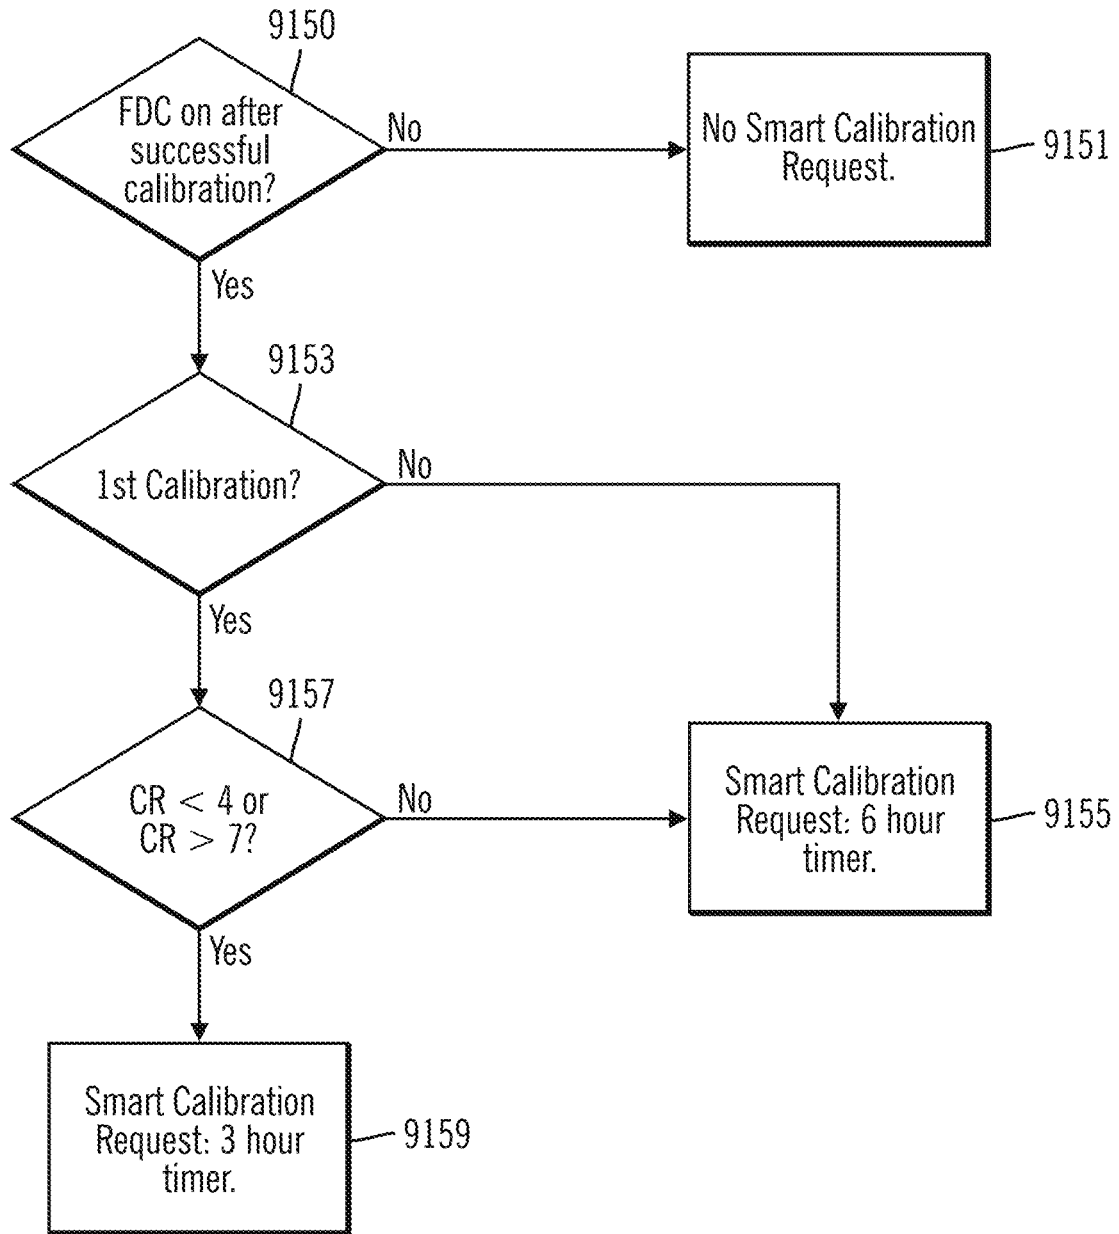 9150
FDC on after
successful
calibration?
No
No Smart Calibration
Request.
9151
Yes
9153
1st Calibration?
No
Yes
9157
CR < 4 or
CR > 7?
No
Smart Calibration
Request: 6 hour
timer.
9155
Yes
Smart Calibration
Request: 3 hour
timer.
9159